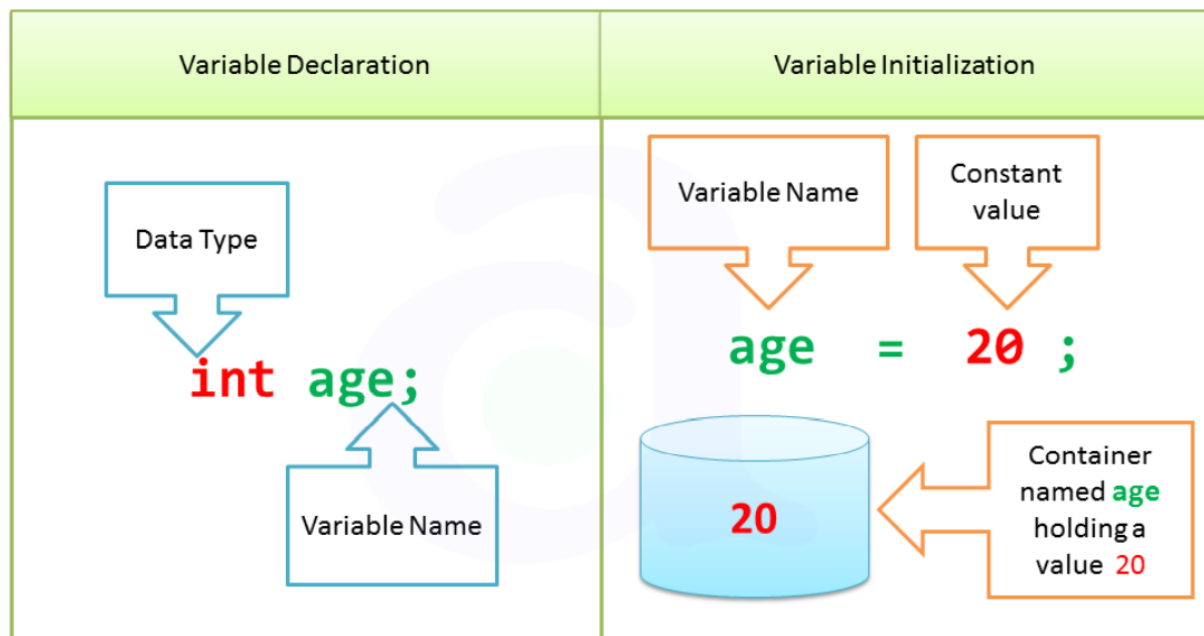 Variable Declaration
Variable Initialization
Data Type
int age;
Variable Name
Variable Name
Constant
value
age = 20 ;
20
Container
named age
holding a
value 20